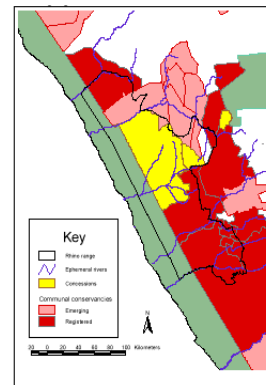 Key
Rhino range
Ephemeral rivers
Concessions
Communal conservancies
Emerging
Registered
N
20 0 20 40 60 80 100 Kilometers